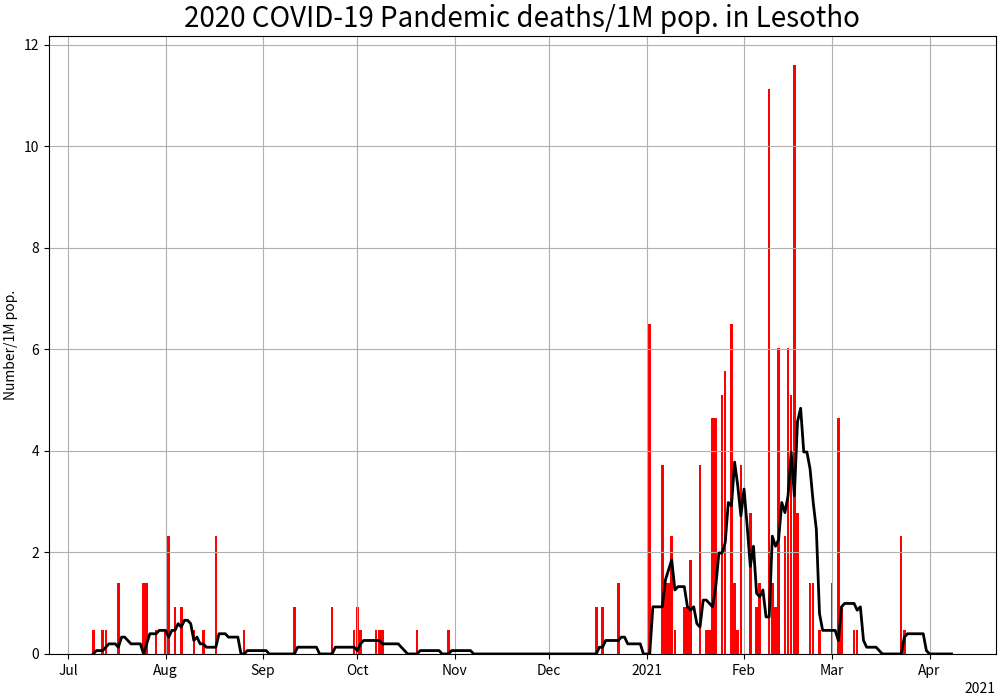 2020 COVID-19 Pandemic deaths/1M pop. in Lesotho
Number/1M pop.
12
10
8
6
4
2
0
Jul Aug Sep Oct Nov Dec 2021 Feb Mar Apr
2021